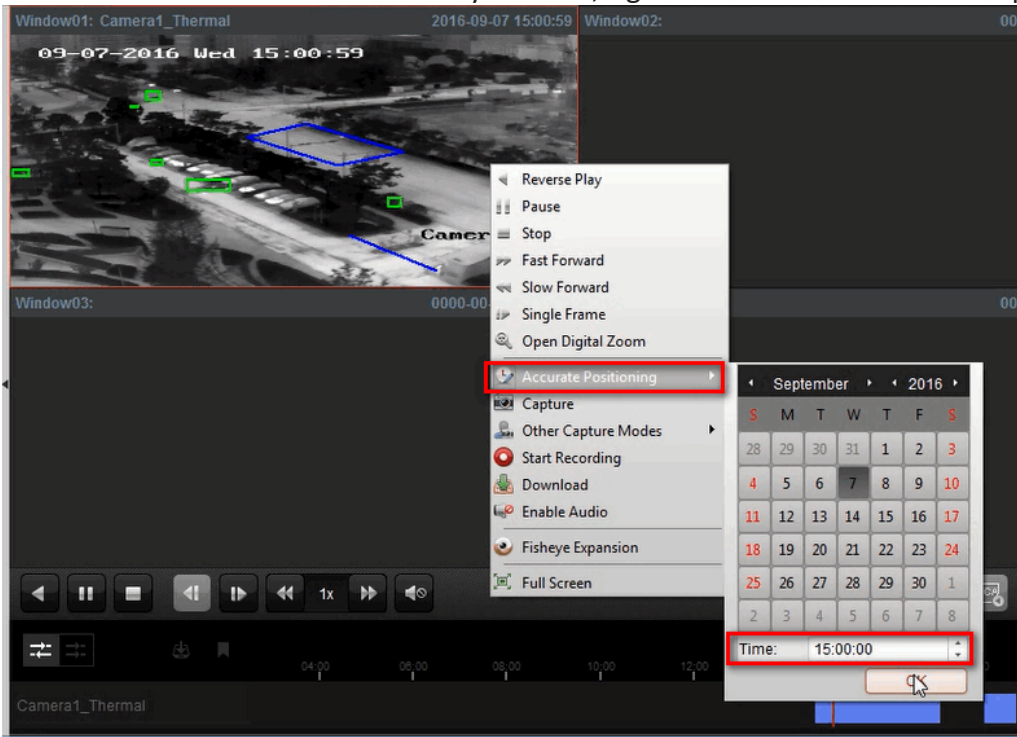 Window01: Camera1_Thermal 2016-09-07 15:00:59 Window02: 00
09-07-2016 Wed 15:00:59
Reverse Play
Pause
Camer
Stop
Fast Forward
Slow Forward
Window03: 0000-00- 00
Single Frame
Open Digital Zoom
Accurate Positioning
Capture
Other Capture Modes
Start Recording
Download
Enable Audio
Fisheye Expansion
Full Screen
September 2016
S M T W T F S
28 29 30 31 1 2 3
4 5 6 7 8 9 10
11 12 13 14 15 16 17
18 19 20 21 22 23 24
25 26 27 28 29 30 1
2 3 4 5 6 7 8
Time: 15:00:00
OK
1x
04:00 06:00 08:00 10:00 12:00
Camera1_Thermal